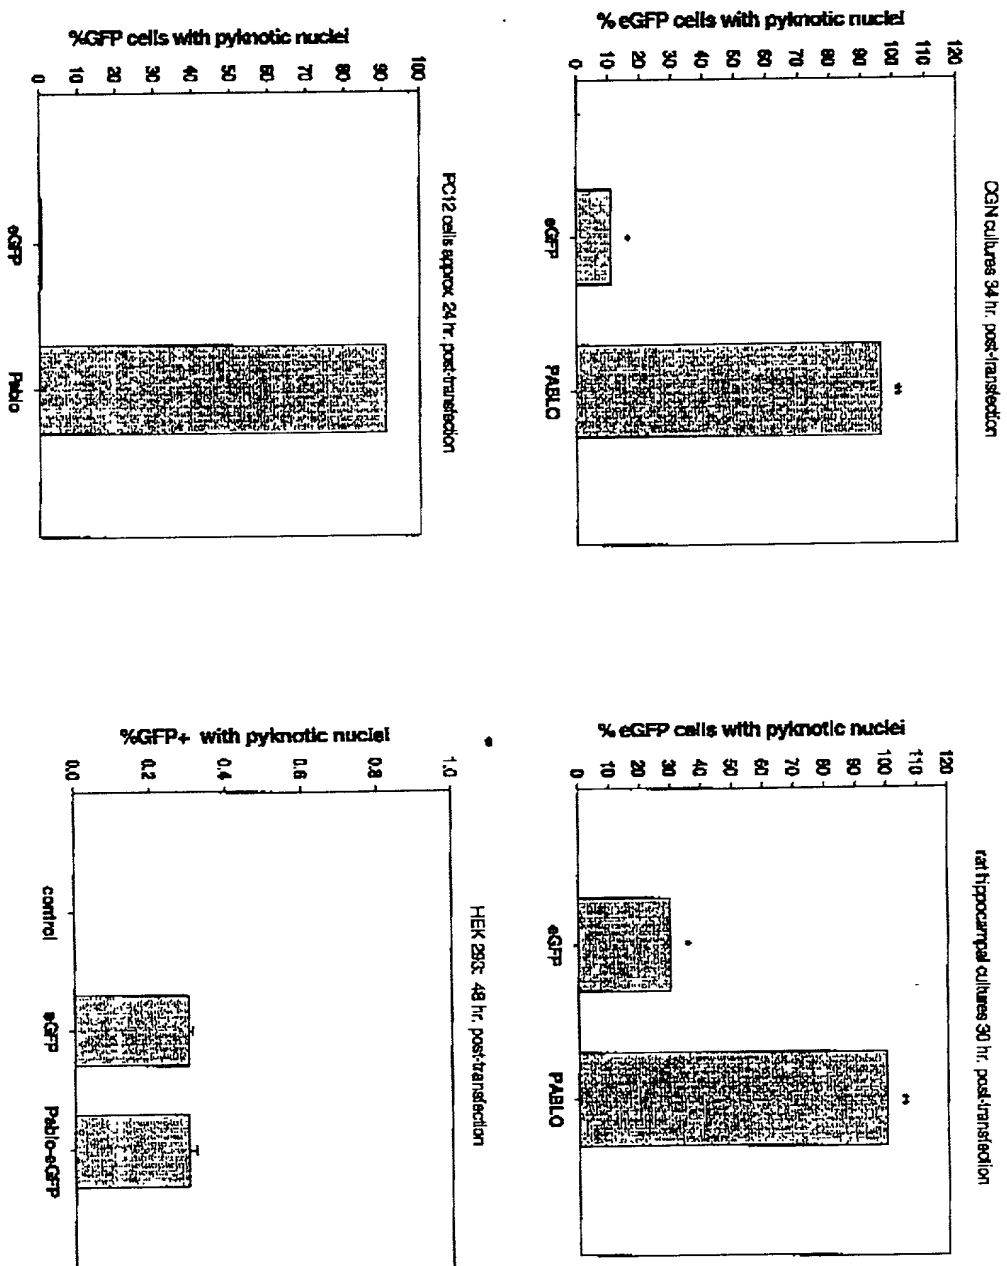 CGN cultures 34 hr. post-transfection
% eGFP cells with pyknotic nuclei
0 10 20 30 40 50 60 70 80 90 100 110 120
*
**
eGFP
PABLO
rat hippocampal cultures 30 hr. post-transfection
% eGFP cells with pyknotic nuclei
0 10 20 30 40 50 60 70 80 90 100 110 120
*
**
eGFP
PABLO
PC12 cells approx. 24 hr. post-transfection
%GFP cells with pyknotic nuclei
0 10 20 30 40 50 60 70 80 90 100
eGFP
Pablo
HEK 293: 48 hr. post-transfection
%GFP+ with pyknotic nuclei
0.0 0.2 0.4 0.6 0.8 1.0
control
eGFP
Pablo-eGFP